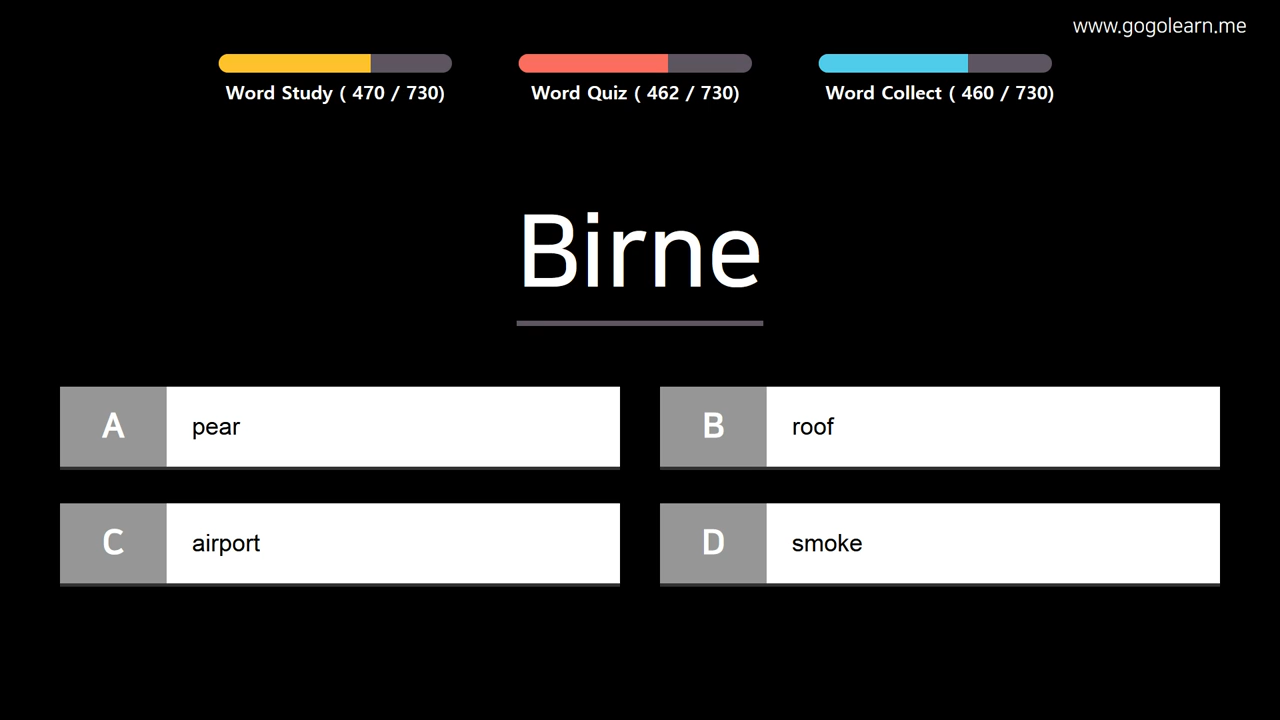 www.gogolearn.me
Word Study ( 470 / 730)
Word Quiz ( 462 / 730)
Word Collect ( 460 / 730)
Birne
A pear
B roof
C airport
D smoke